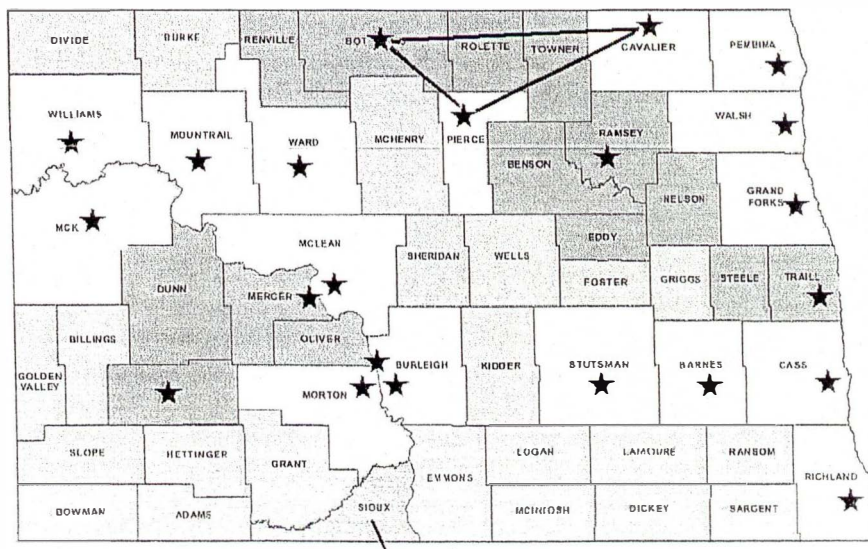 DIVIDE
BURKE
RENVILLE
BOT
ROLETTE
TOWNER
CAVALIER
PEMBINA
WILLIAMS
MOUNTRAIL
WARD
MCHENRY
PIERCE
RAMSEY
WALSH
BENSON
NELSON
GRAND
FORKS
MCK
MCLEAN
SHERIDAN
WELLS
EDDY
FOSTER
GRIGGS
STEELE
TRAILL
DUNN
MERCER
OLIVER
BILLINGS
GOLDEN
VALLEY
MORTON
BURLEIGH
KIDDER
STUTSMAN
BARNES
CASS
SLOPE
HETTINGER
GRANT
EMMONS
LOGAN
LAMOURE
RANSOM
RICHLAND
BOWMAN
ADAMS
SIOUX
MCINTOSH
DICKEY
SARGENT